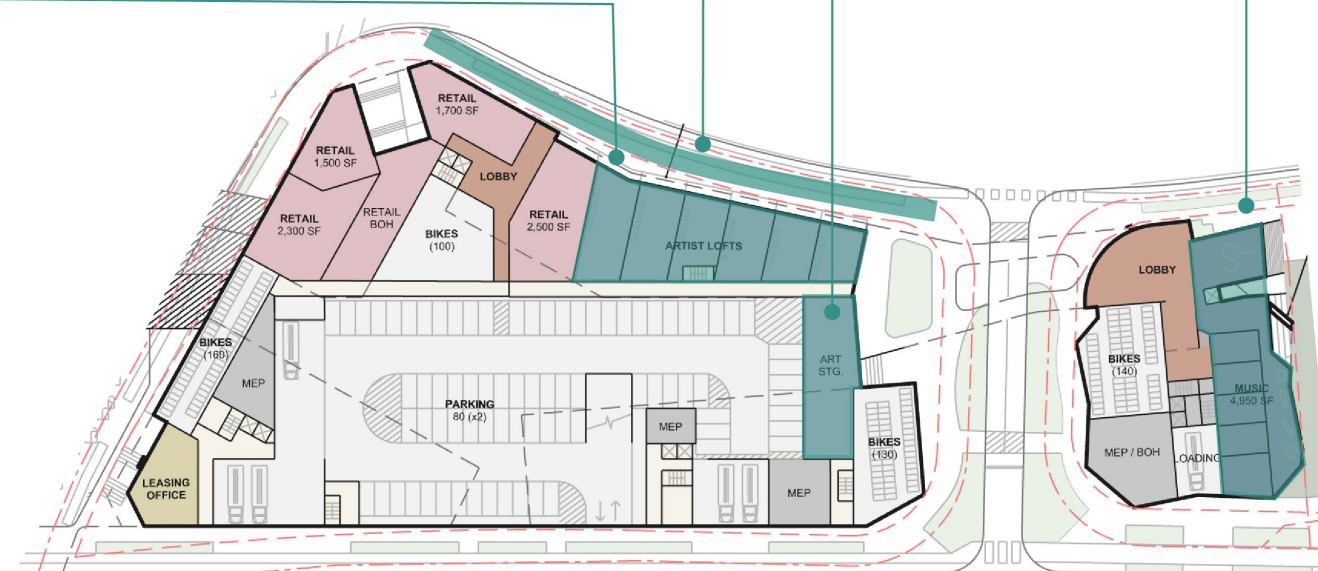 RETAIL
1,700 SF
RETAIL
1,500 SF
LOBBY
RETAIL
2,300 SF
RETAIL
BOH
RETAIL
2,500 SF
BIKES
(100)
ARTIST LOFTS
BIKES
(160)
MEP
PARKING
80 (x2)
MEP
ART
STG.
BIKES
(130)
LEASING
OFFICE
MEP
LOBBY
BIKES
(140)
MUSIC
4,950 SF
MEP / BOH
LOADING